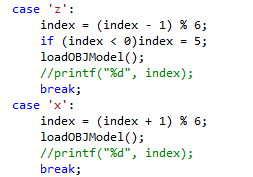 case 'z':
    index = (index - 1) % 6;
    if (index < 0)index = 5;
    loadOBJModel();
    //printf("%d", index);
    break;
case 'x':
    index = (index + 1) % 6;
    loadOBJModel();
    //printf("%d", index);
    break;